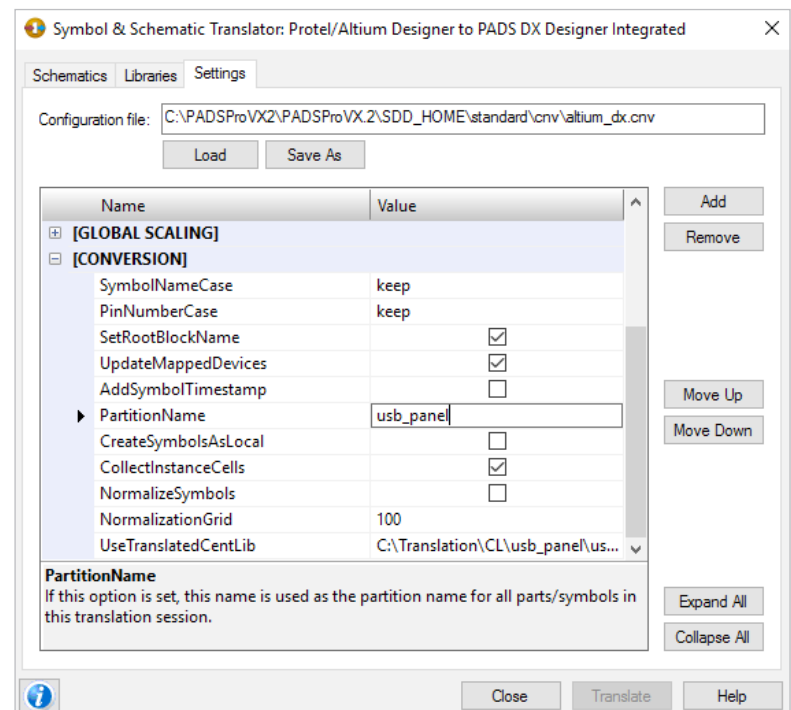 Symbol & Schematic Translator: Protel/Altium Designer to PADS DX Designer Integrated
Schematics Libraries Settings
Configuration file: C:\PADSProVX2\PADSProVX.2\SDD_HOME\standard\cnv\altium_dx.cnv
Load Save As
Name Value
Add
[GLOBAL SCALING]
Remove
[CONVERSION]
SymbolNameCase keep
PinNumberCase keep
SetRootBlockName
UpdateMappedDevices
AddSymbolTimestamp
Move Up
PartitionName usb_panel
Move Down
CreateSymbolsAsLocal
CollectInstanceCells
NormalizeSymbols
NormalizationGrid 100
UseTranslatedCentLib C:\Translation\CL\usb_panel\us...
PartitionName
If this option is set, this name is used as the partition name for all parts/symbols in
this translation session.
Expand All
Collapse All
Close Translate Help